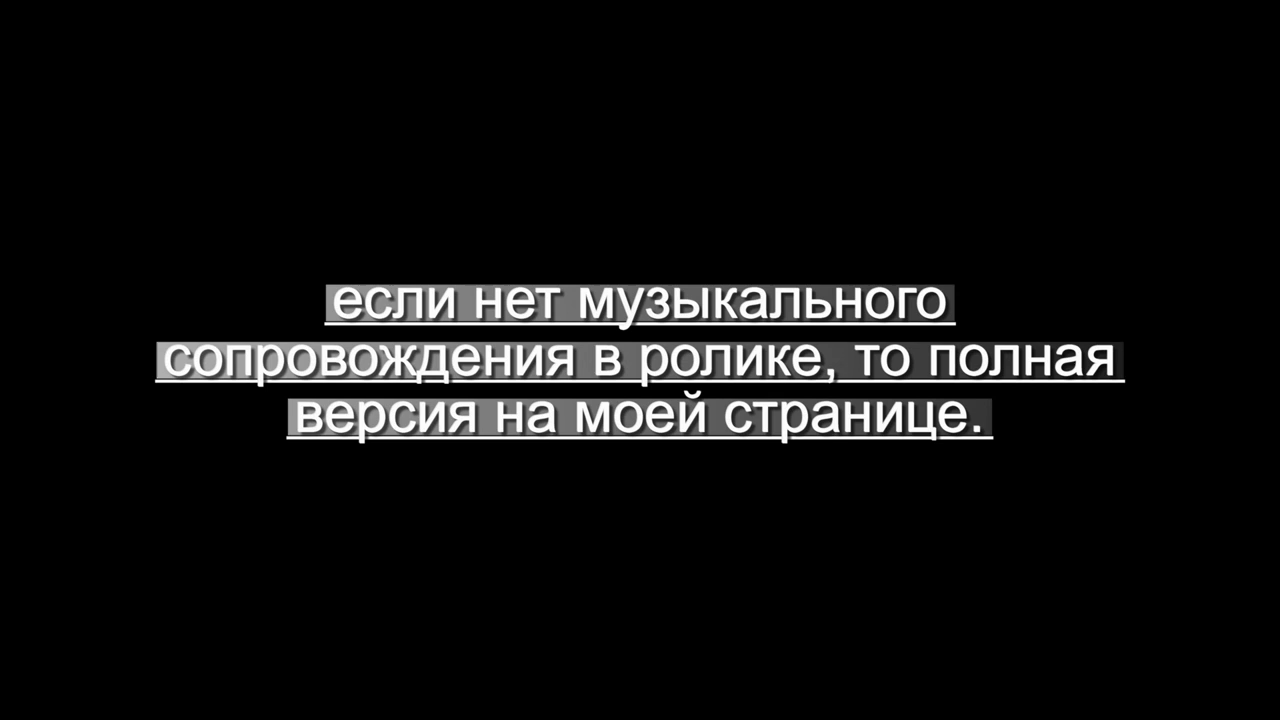 если нет музыкального
сопровождения в ролике, то полная
версия на моей странице.